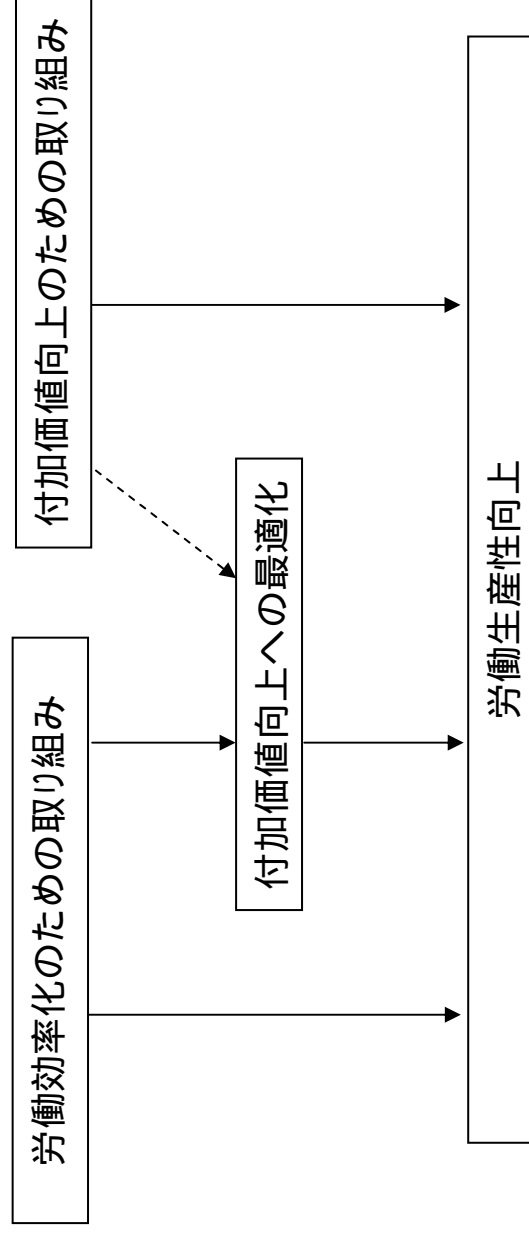 付加価値向上のための取り組み
労働効率化のための取り組み
付加価値向上への最適化
労働生産性向上